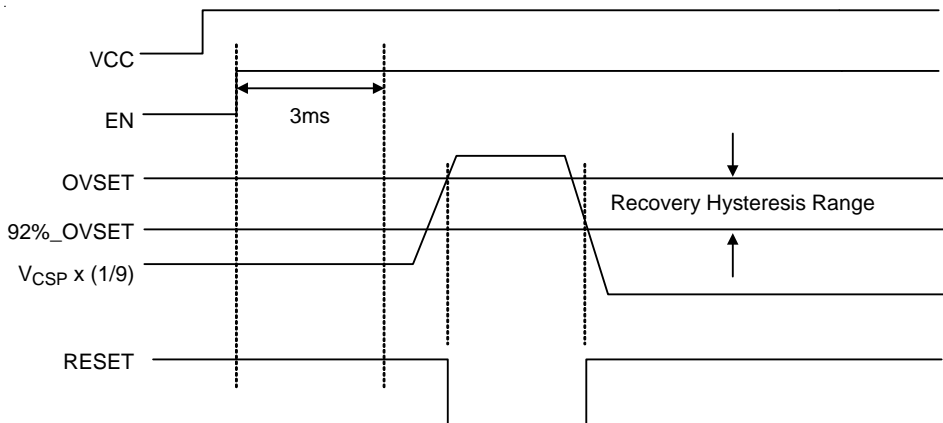 VCC
EN
3ms
OVSET
Recovery Hysteresis Range
92%_OVSET
VCSP x (1/9)
RESET